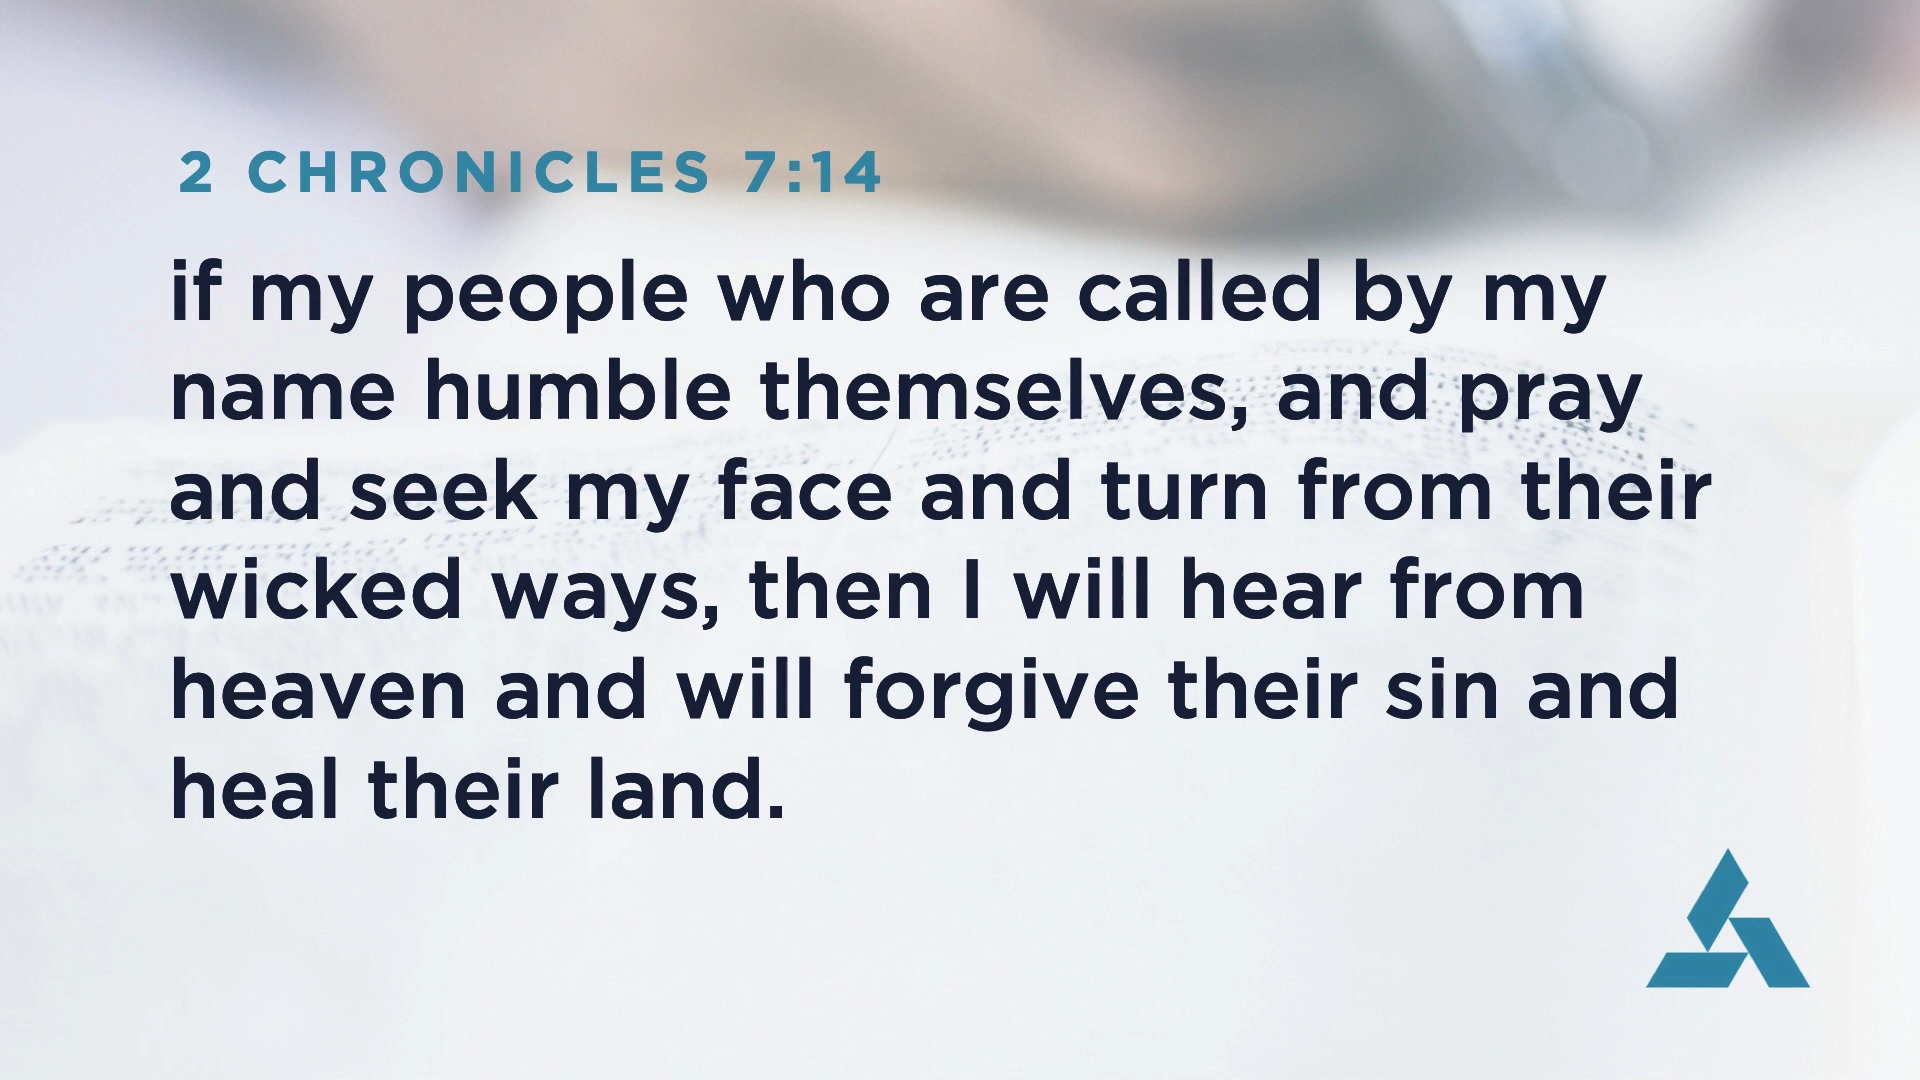 2 CHRONICLES 7:14
if my people who are called by my
name humble themselves, and pray
and seek my face and turn from their
wicked ways, then I will hear from
heaven and will forgive their sin and
heal their land.